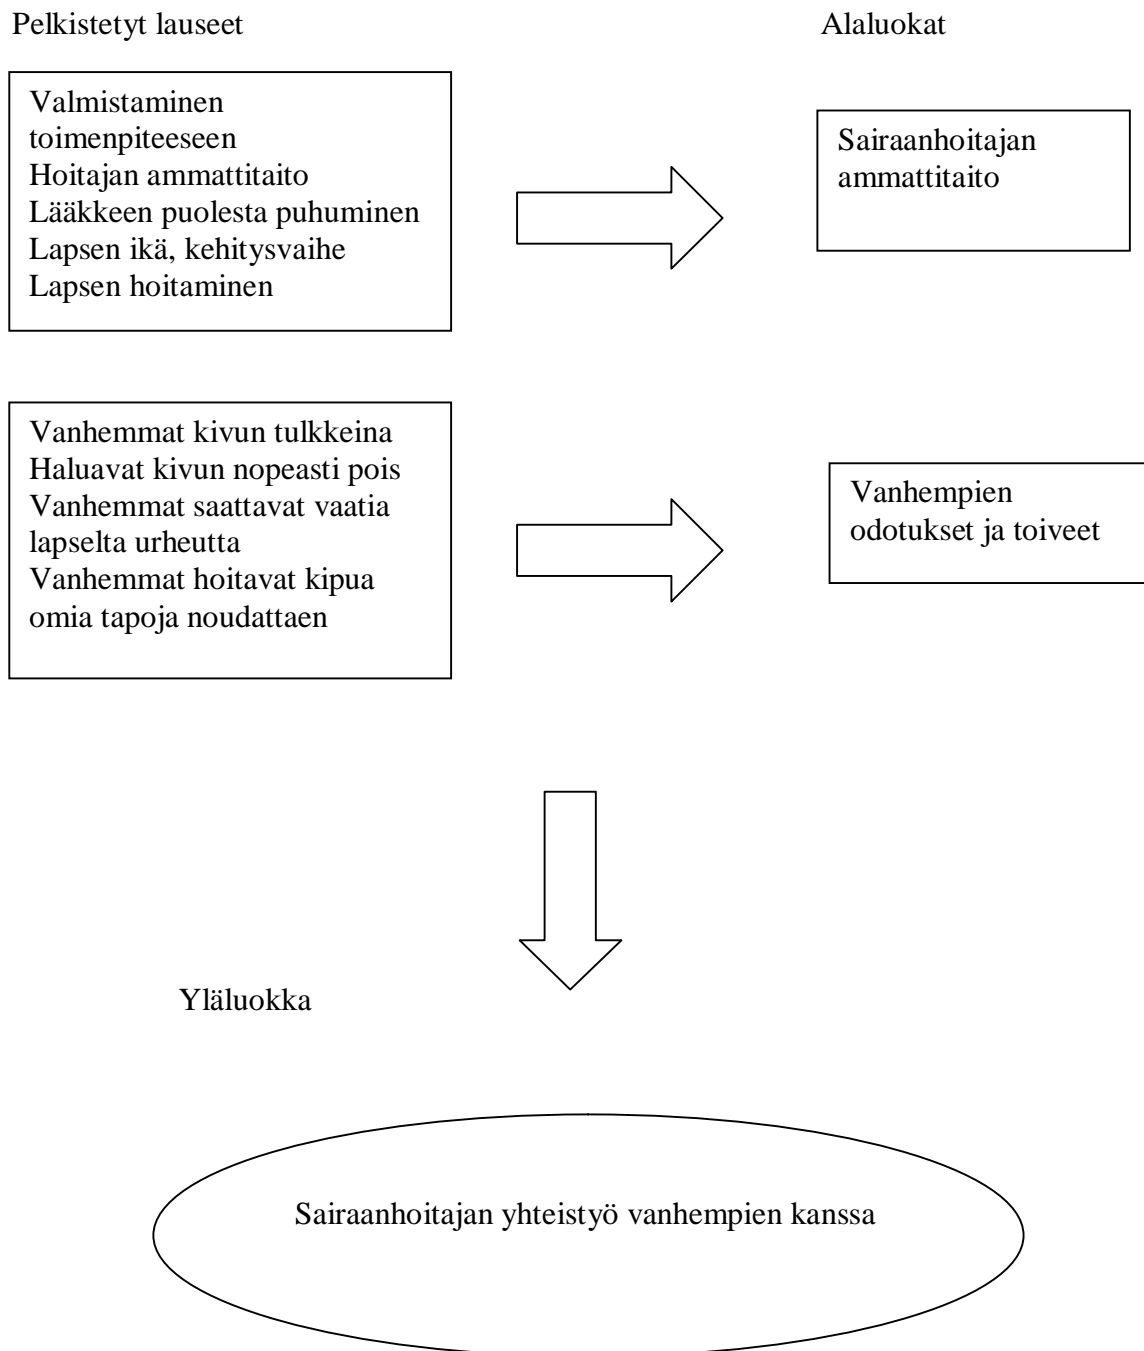 Pelkistetyt lauseet
Alaluokat
Valmistaminen
toimenpiteeseen
Hoitajan ammattitaito
Lääkkeen puolesta puhuminen
Lapsen ikä, kehitysvaihe
Lapsen hoitaminen
Sairaanhoitajan
ammattitaito
Vanhemmat kivun tulkkeina
Haluavat kivun nopeasti pois
Vanhemmat saattavat vaatia
lapselta urheutta
Vanhemmat hoitavat kipua
omia tapoja noudattaen
Vanhempien
odotukset ja toiveet
Yläluokka
Sairaanhoitajan yhteistyö vanhempien kanssa